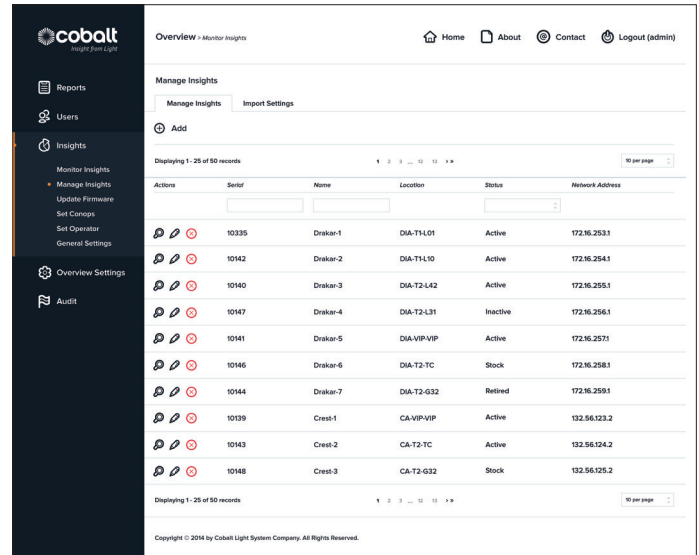 cobalt
Insight from Light
Overview > Monitor Insights
Home About Contact Logout (admin)
Reports
Users
Insights
Monitor Insights
Manage Insights
Update Firmware
Set Conops
Set Operator
General Settings
Overview Settings
Audit
Manage Insights
Manage Insights Import Settings
Add
Displaying 1 - 25 of 50 records 1 2 3 ... 12 13 > » 10 per page
Actions Serial Name Location Status Network Address
10335 Drakar-1 DIA-T1-L01 Active 172.16.253.1
10142 Drakar-2 DIA-T1-L10 Active 172.16.254.1
10140 Drakar-3 DIA-T2-L42 Active 172.16.255.1
10147 Drakar-4 DIA-T2-L31 Inactive 172.16.256.1
10141 Drakar-5 DIA-VIP-VIP Active 172.16.257.1
10146 Drakar-6 DIA-T2-TC Stock 172.16.258.1
10144 Drakar-7 DIA-T2-G32 Retired 172.16.259.1
10139 Crest-1 CA-VIP-VIP Active 132.56.123.2
10143 Crest-2 CA-T2-TC Active 132.56.124.2
10148 Crest-3 CA-T2-G32 Stock 132.56.125.2
Displaying 1 - 25 of 50 records 1 2 3 ... 12 13 > » 10 per page
Copyright © 2014 by Cobalt Light System Company. All Rights Reserved.